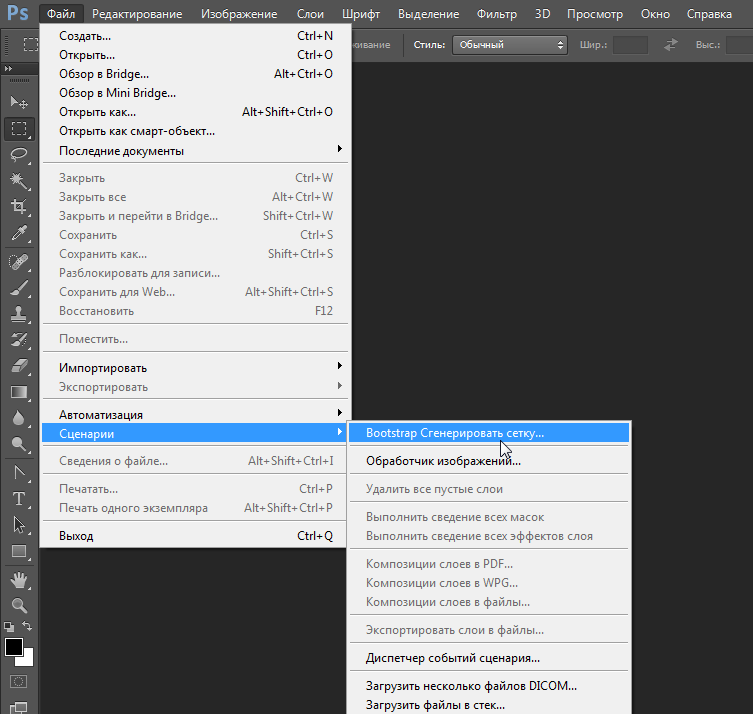 Ps Файл Редактирование Изображение Слои Шрифт Выделение Фильтр 3D Просмотр Окно Справка
живание Стиль: Обычный Шир.: Выс.:
Создать... Ctrl+N
Открыть... Ctrl+O
Обзор в Bridge... Alt+Ctrl+O
Обзор в Mini Bridge...
Открыть как... Alt+Shift+Ctrl+O
Открыть как смарт-объект...
Последние документы
Закрыть Ctrl+W
Закрыть все Alt+Ctrl+W
Закрыть и перейти в Bridge... Shift+Ctrl+W
Сохранить Ctrl+S
Сохранить как... Shift+Ctrl+S
Разблокировать для записи...
Сохранить для Web... Alt+Shift+Ctrl+S
Восстановить F12
Поместить...
Импортировать
Экспортировать
Автоматизация
Сценарии
Сведения о файле... Alt+Shift+Ctrl+I
Печатать... Ctrl+P
Печать одного экземпляра Alt+Shift+Ctrl+P
Выход Ctrl+Q
Bootstrap Сгенерировать сетку...
Обработчик изображений...
Удалить все пустые слои
Выполнить сведение всех масок
Выполнить сведение всех эффектов слоя
Композиции слоев в PDF...
Композиции слоев в WPG...
Композиции слоев в файлы...
Экспортировать слои в файлы...
Диспетчер событий сценария...
Загрузить несколько файлов DICOM...
Загрузить файлы в стек...